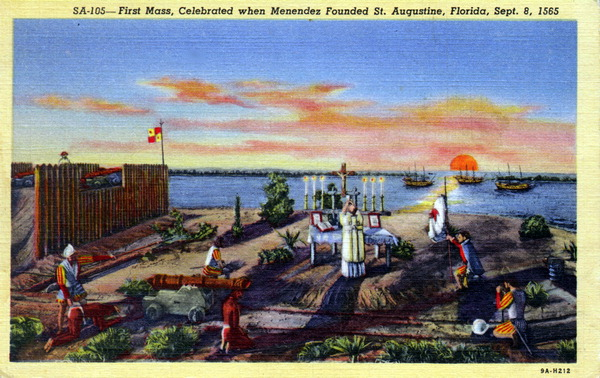 SA-105—First Mass, Celebrated when Menendez Founded St. Augustine, Florida, Sept. 8, 1565
9A-H212